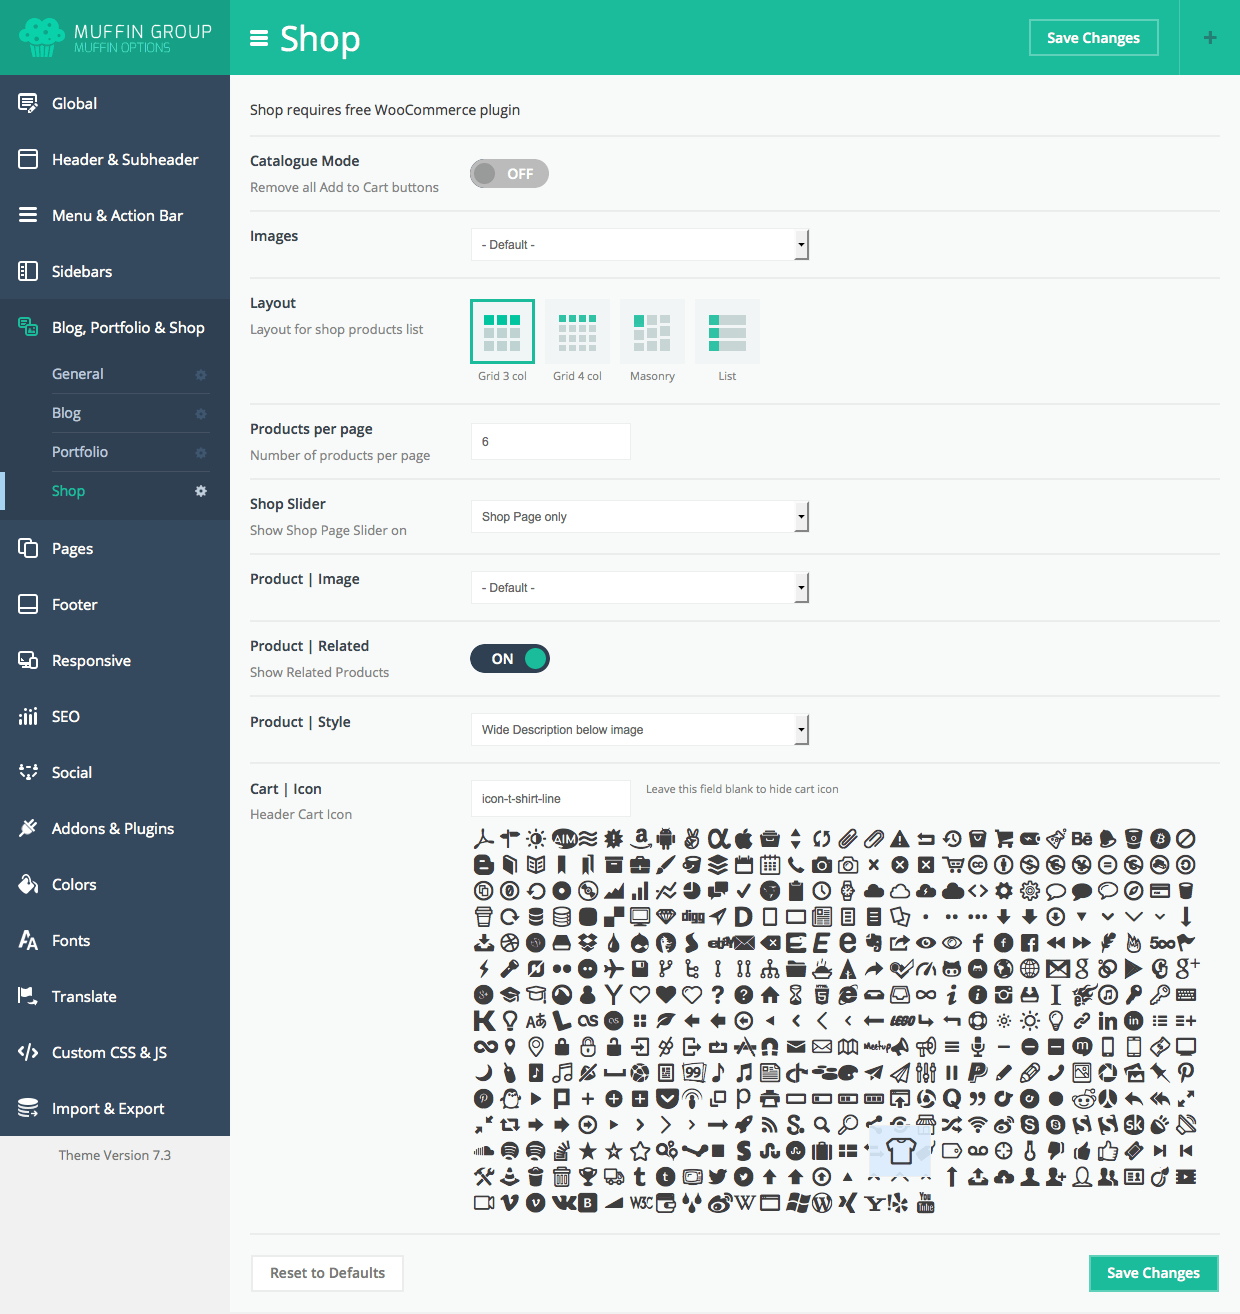 MUFFIN GROUP
MUFFIN OPTIONS
Shop
Save Changes
+
Global
Header & Subheader
Menu & Action Bar
Sidebars
Blog, Portfolio & Shop
General
Blog
Portfolio
Shop
Pages
Footer
Responsive
SEO
Social
Addons & Plugins
Colors
Fonts
Translate
Custom CSS & JS
Import & Export
Theme Version 7.3
Shop requires free WooCommerce plugin
Catalogue Mode
Remove all Add to Cart buttons
OFF
Images
- Default -
Layout
Layout for shop products list
Grid 3 col
Grid 4 col
Masonry
List
Products per page
Number of products per page
6
Shop Slider
Show Shop Page Slider on
Shop Page only
Product | Image
- Default -
Product | Related
Show Related Products
ON
Product | Style
Wide Description below image
Cart | Icon
Header Cart Icon
icon-t-shirt-line
Leave this field blank to hide cart icon
Reset to Defaults
Save Changes